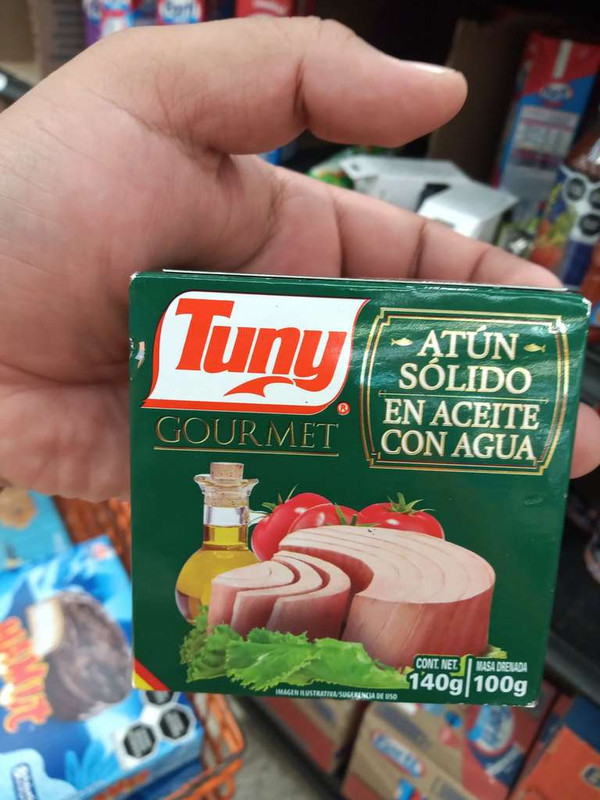 Tuny
®
GOURMET
ATÚN
SÓLIDO
EN ACEITE
CON AGUA
CONT. NET.
140g
MASA DRENADA
100g
IMAGEN ILUSTRATIVA/SUGERENCIA DE USO